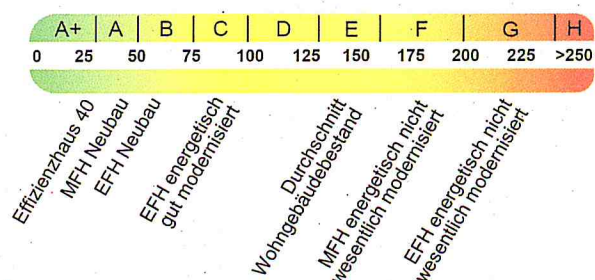 A+ A B C D E F G H
0 25 50 75 100 125 150 175 200 225 >250
Effizienzhaus 40
MFH Neubau
EFH Neubau
EFH energetisch
gut modernisiert
Durchschnitt
Wohngebäudebestand
MFH energetisch nicht
wesentlich modernisiert
EFH energetisch nicht
wesentlich modernisiert